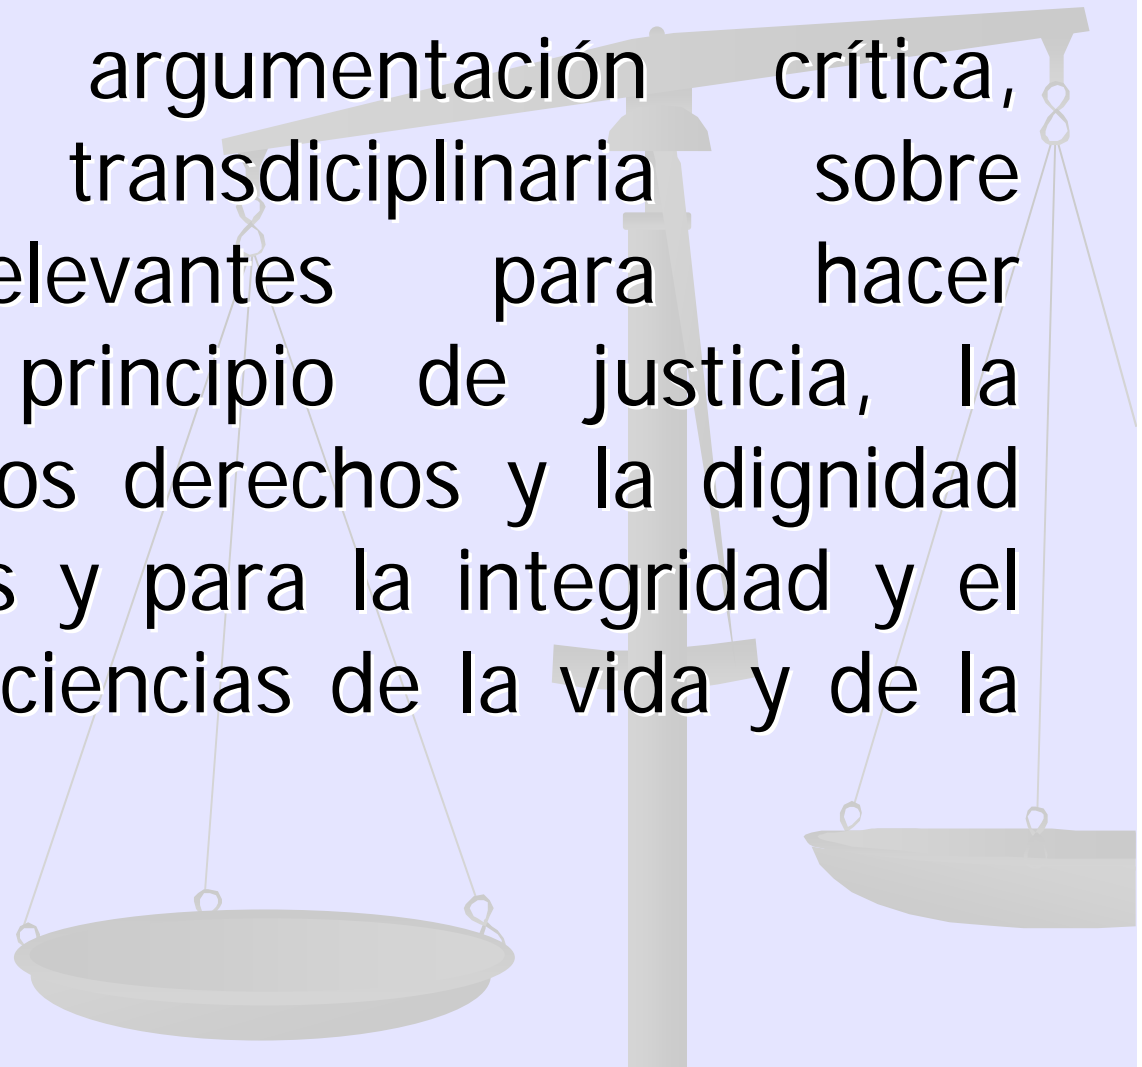 argumentación crítica,
transdiciplinaria sobre
elevantes para hacer
principio de justicia, la
os derechos y la dignidad
s y para la integridad y el
ciencias de la vida y de la